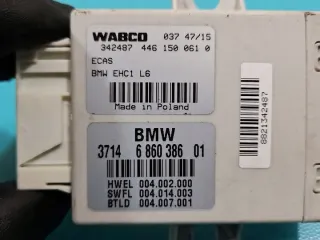 WABCO 037 47/15
342487 446 150 061 0
ECAS
BMW EHC1 L6
Made in Poland
BMW
3714 6 860 386 01
HWEL 004.002.000
SWFL 004.014.003
BTLD 004.007.001
8821342487